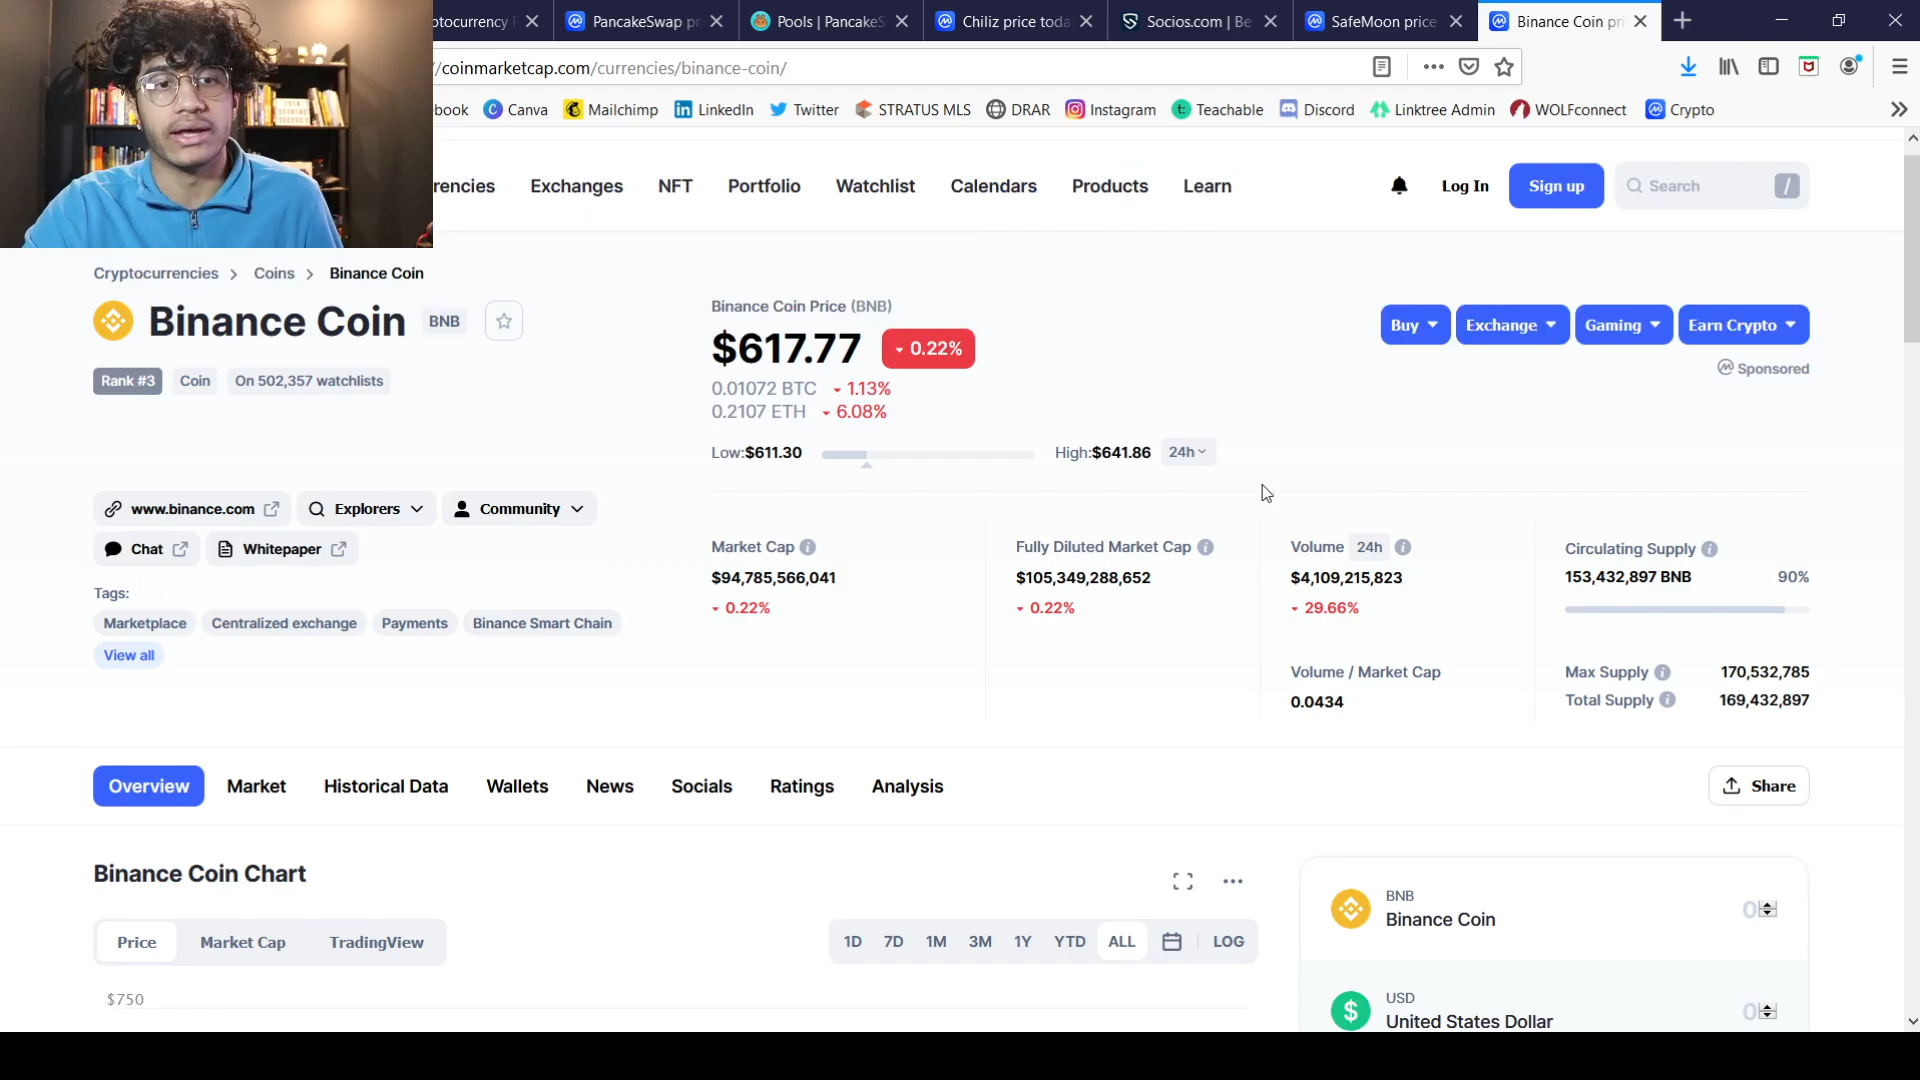 ptocurrency
PancakeSwap pr
Pools | PancakeS
Chiliz price toda
Socios.com | Be
SafeMoon price
Binance Coin pri
/coinmarketcap.com/currencies/binance-coin/
book
Canva
Mailchimp
LinkedIn
Twitter
STRATUS MLS
DRAR
Instagram
Teachable
Discord
Linktree Admin
WOLFconnect
Crypto
rencies
Exchanges
NFT
Portfolio
Watchlist
Calendars
Products
Learn
Log In
Sign up
Search
/
Cryptocurrencies > Coins > Binance Coin
Binance Coin BNB
Rank #3
Coin
On 502,357 watchlists
www.binance.com
Explorers
Community
Chat
Whitepaper
Tags:
Marketplace
Centralized exchange
Payments
Binance Smart Chain
View all
Binance Coin Price (BNB)
$617.77 0.22%
0.01072 BTC 1.13%
0.2107 ETH 6.08%
Low:$611.30 High:$641.86 24h
Buy
Exchange
Gaming
Earn Crypto
Sponsored
Market Cap
$94,785,566,041
0.22%
Fully Diluted Market Cap
$105,349,288,652
0.22%
Volume 24h
$4,109,215,823
29.66%
Volume / Market Cap
0.0434
Circulating Supply
153,432,897 BNB 90%
Max Supply 170,532,785
Total Supply 169,432,897
Overview
Market
Historical Data
Wallets
News
Socials
Ratings
Analysis
Share
Binance Coin Chart
Price
Market Cap
TradingView
1D
7D
1M
3M
1Y
YTD
ALL
LOG
$750
BNB
Binance Coin
0
USD
United States Dollar
0